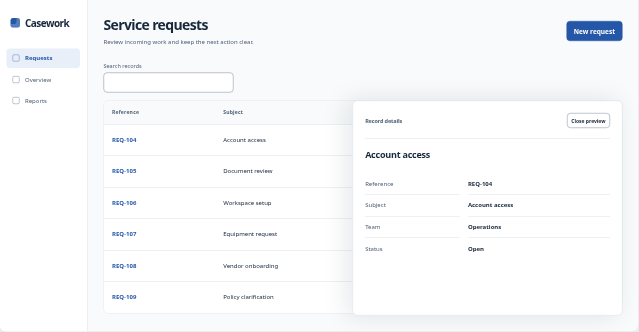 Casework
Requests
Overview
Reports
Service requests
Review incoming work and keep the next action clear.
New request
Search records
Reference Subject
REQ-104 Account access
REQ-105 Document review
REQ-106 Workspace setup
REQ-107 Equipment request
REQ-108 Vendor onboarding
REQ-109 Policy clarification
Record details
Close preview
Account access
Reference REQ-104
Subject Account access
Team Operations
Status Open